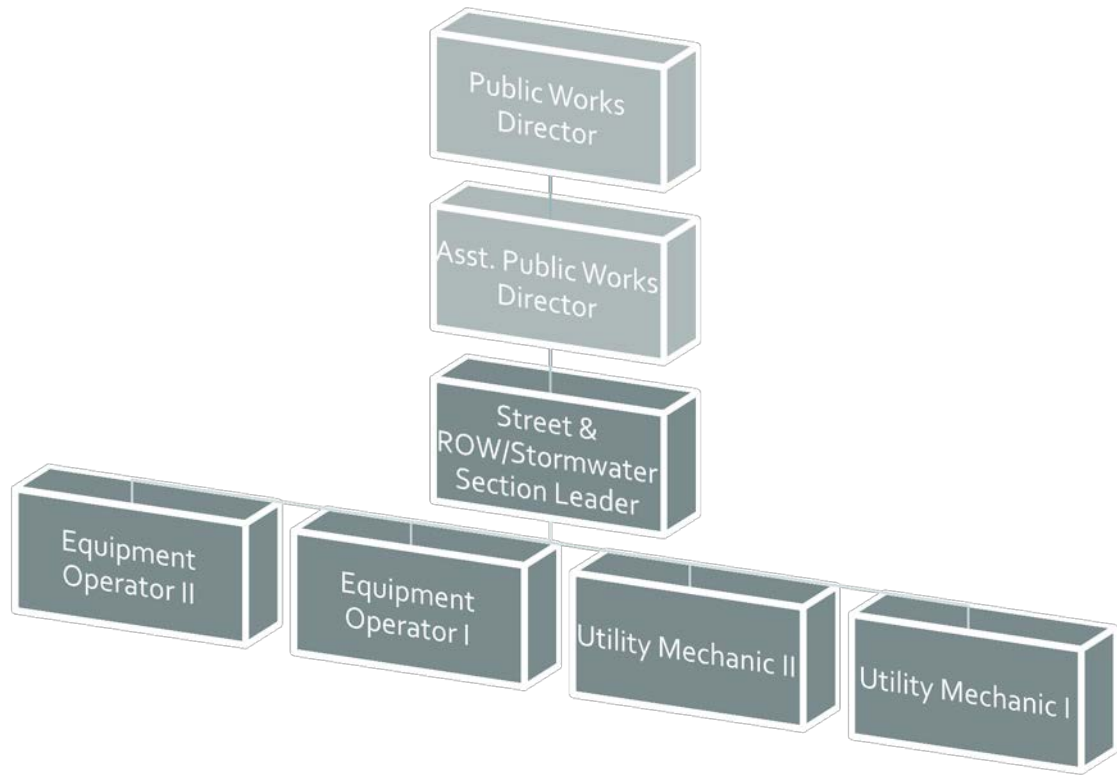 Public Works
Director
Asst. Public Works
Director
Street &
ROW/Stormwater
Section Leader
Equipment
Operator II
Equipment
Operator I
Utility Mechanic II
Utility Mechanic I